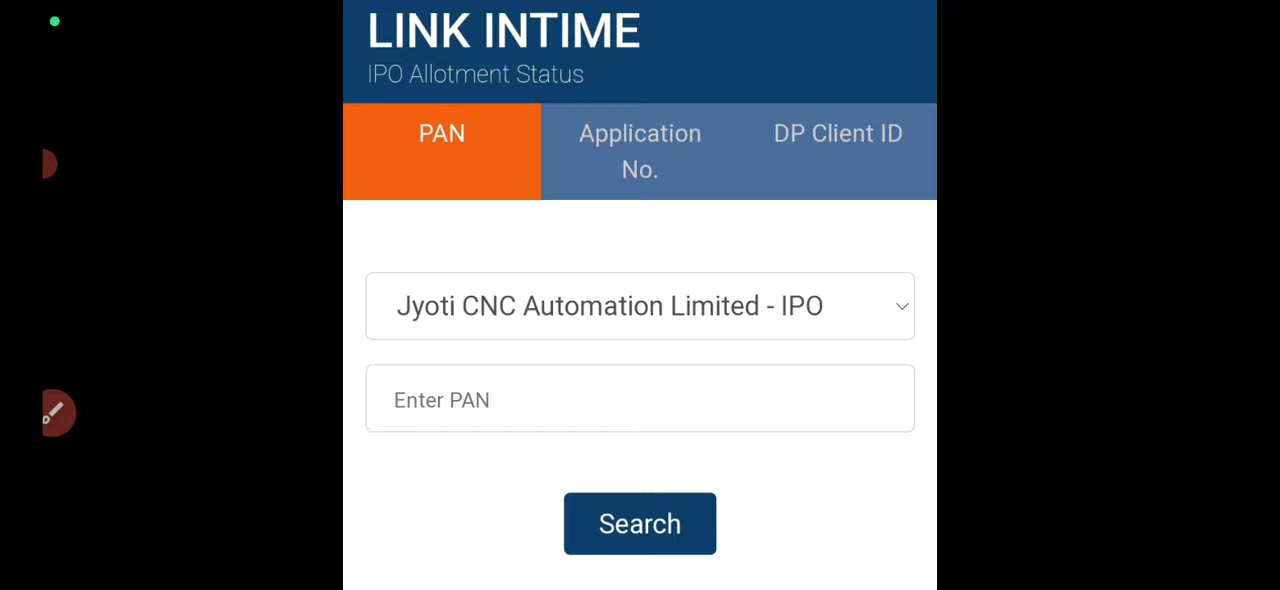 LINK INTIME
IPO Allotment Status
PAN
Application
No.
DP Client ID
Jyoti CNC Automation Limited - IPO
Enter PAN
Search